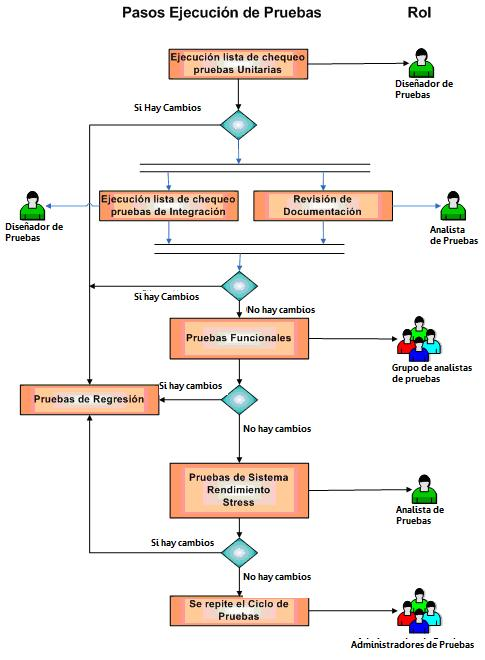 Pasos Ejecución de Pruebas
Rol
Ejecución lista de chequeo
pruebas Unitarias
Diseñador de
Pruebas
Si Hay Cambios
Ejecución lista de chequeo
pruebas de Integración
Revisión de
Documentación
Diseñador de
Pruebas
Analista
de Pruebas
Si hay Cambios
No hay cambios
Pruebas Funcionales
Grupo de analistas
de pruebas
Si hay cambios
Pruebas de Regresión
No hay cambios
Pruebas de Sistema
Rendimiento
Stress
Analista de
Pruebas
Si hay cambios
No hay cambios
Se repite el Ciclo de
Pruebas
Administradores de Pruebas